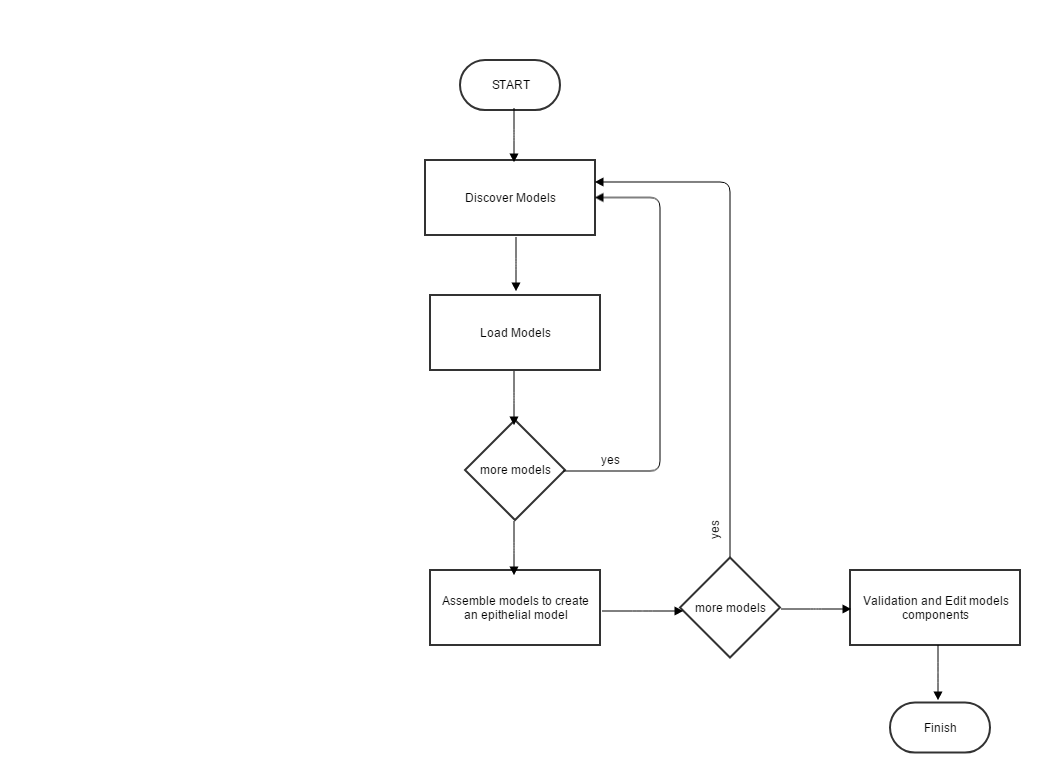 START
Discover Models
Load Models
more models
yes
Assemble models to create
an epithelial model
yes
more models
Validation and Edit models
components
Finish